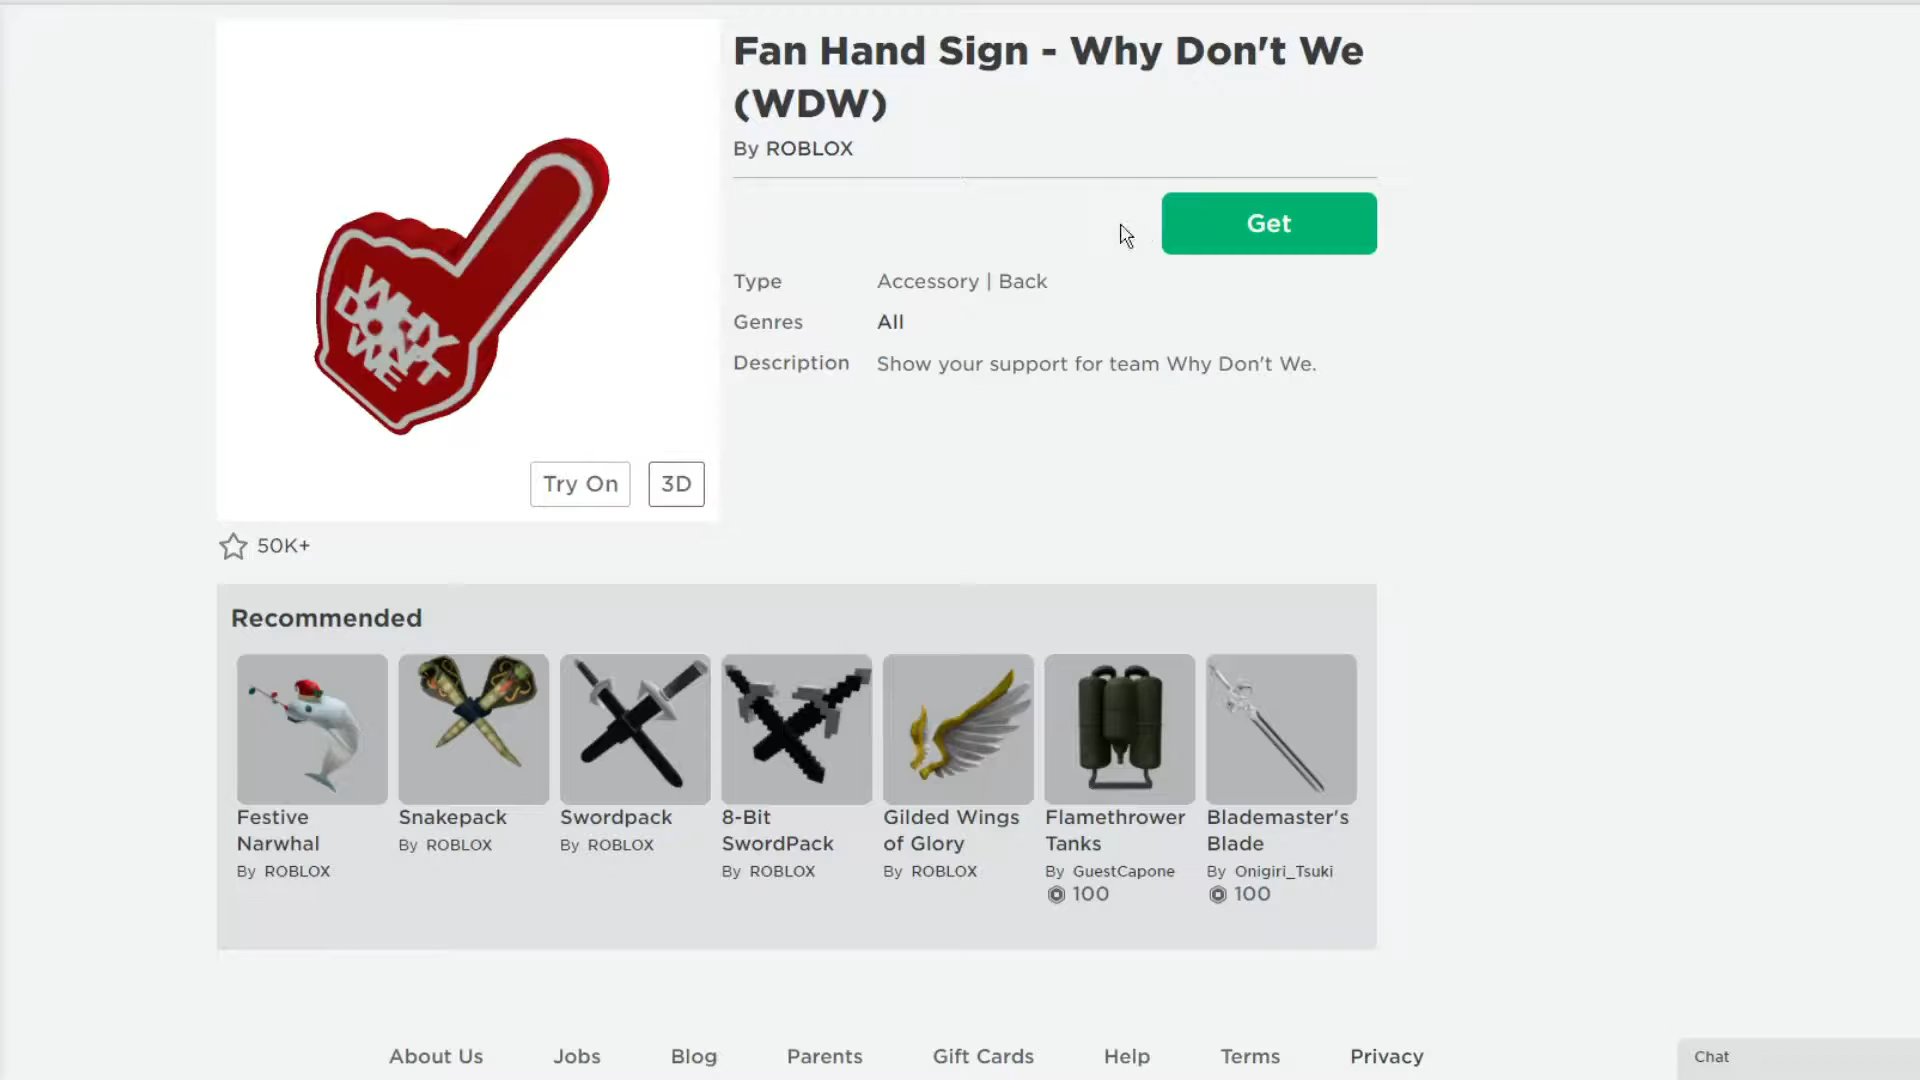 Fan Hand Sign - Why Don't We
(WDW)
By ROBLOX
Get
Type Accessory | Back
Genres All
Description Show your support for team Why Don't We.
WHY
DON'T
WE
Try On 3D
50K+
Recommended
Festive
Narwhal
By ROBLOX
Snakepack
By ROBLOX
Swordpack
By ROBLOX
8-Bit
SwordPack
By ROBLOX
Gilded Wings
of Glory
By ROBLOX
Flamethrower
Tanks
By GuestCapone
100
Blademaster's
Blade
By Onigiri_Tsuki
100
About Us Jobs Blog Parents Gift Cards Help Terms Privacy
Chat